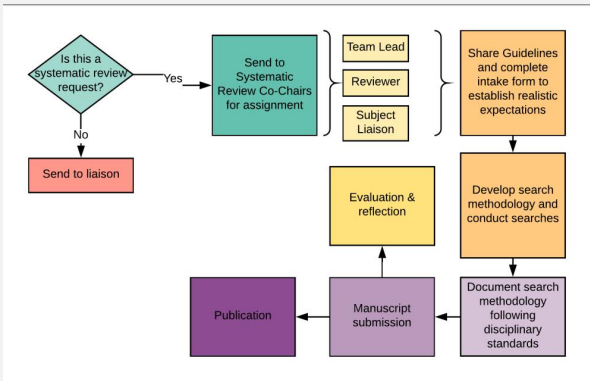 Is this a
systematic review
request?
Yes
No
Send to liaison
Send to
Systematic
Review Co-Chairs
for assignment
Team Lead
Reviewer
Subject
Liaison
Share Guidelines
and complete
intake form to
establish realistic
expectations
Develop search
methodology and
conduct searches
Document search
methodology
following
disciplinary
standards
Manuscript
submission
Evaluation &
reflection
Publication